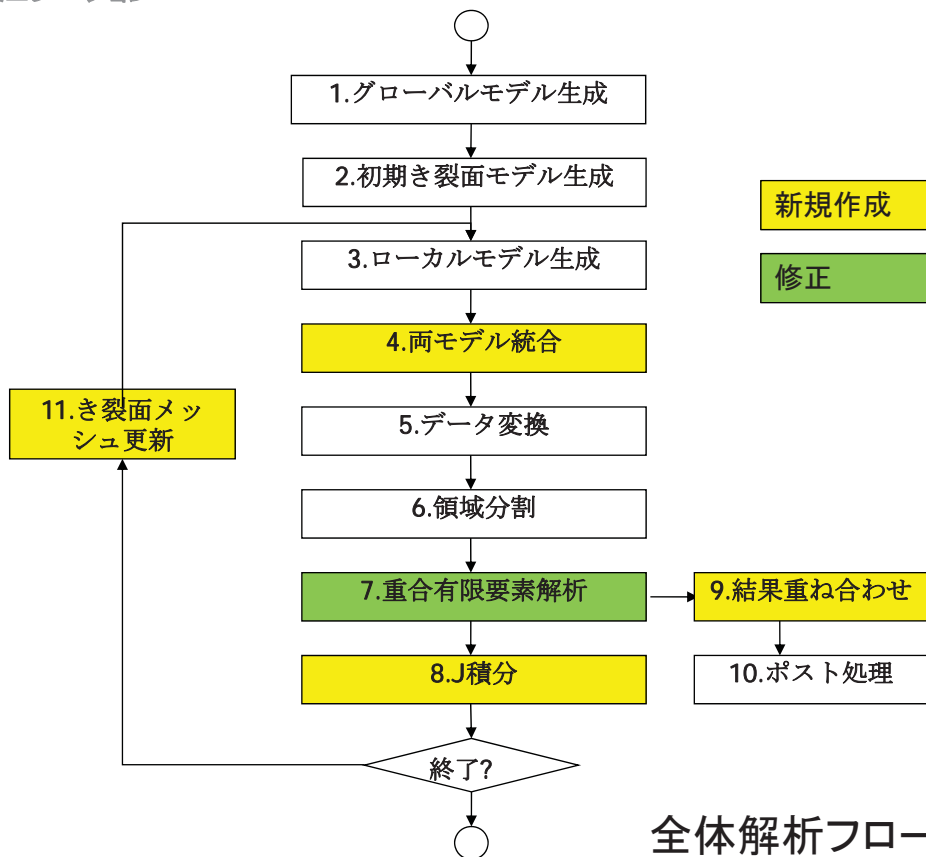 1.グローバルモデル生成
2.初期き裂面モデル生成
新規作成
3.ローカルモデル生成
修正
4.両モデル統合
11.き裂面メッ
シュ更新
5.データ変換
6.領域分割
7.重合有限要素解析
9.結果重ね合わせ
8.J積分
10.ポスト処理
終了?
全体解析フロー